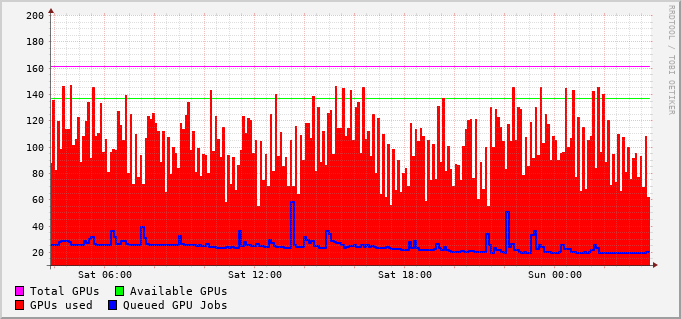 200
180
160
140
120
100
80
60
40
20
Sat 06:00 Sat 12:00 Sat 18:00 Sun 00:00
Total GPUs Available GPUs
GPUs used Queued GPU Jobs
RRDTOOL / TOBI OETIKER